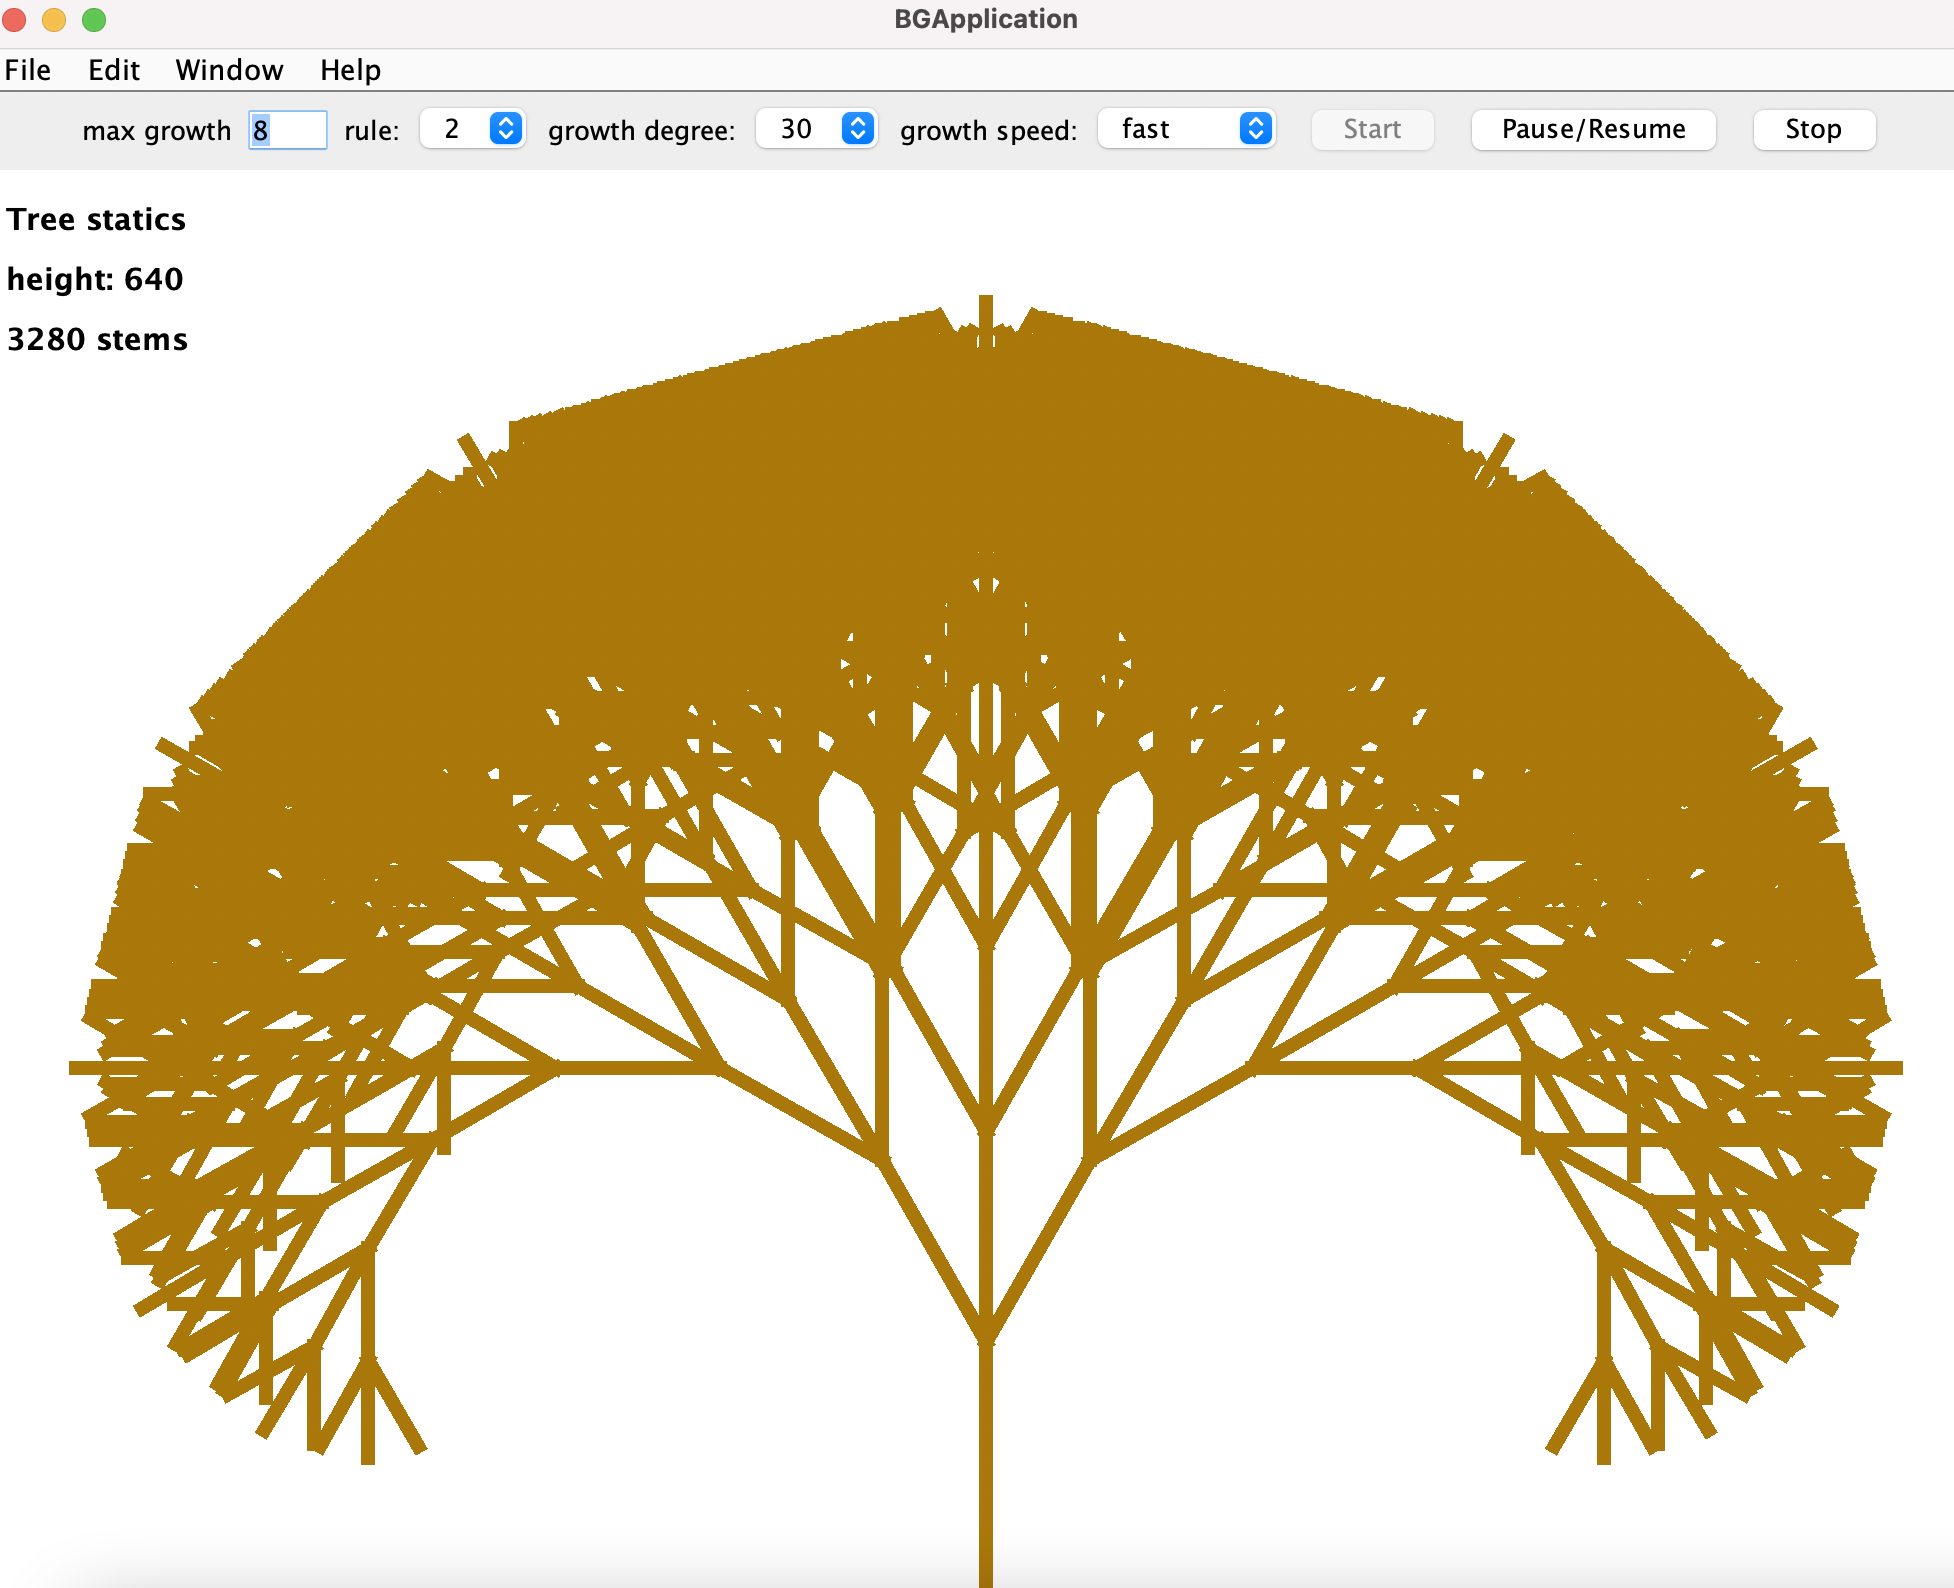 BGApplication
File Edit Window Help
max growth 8 rule: 2 growth degree: 30 growth speed: fast Start Pause/Resume Stop
Tree statics
height: 640
3280 stems